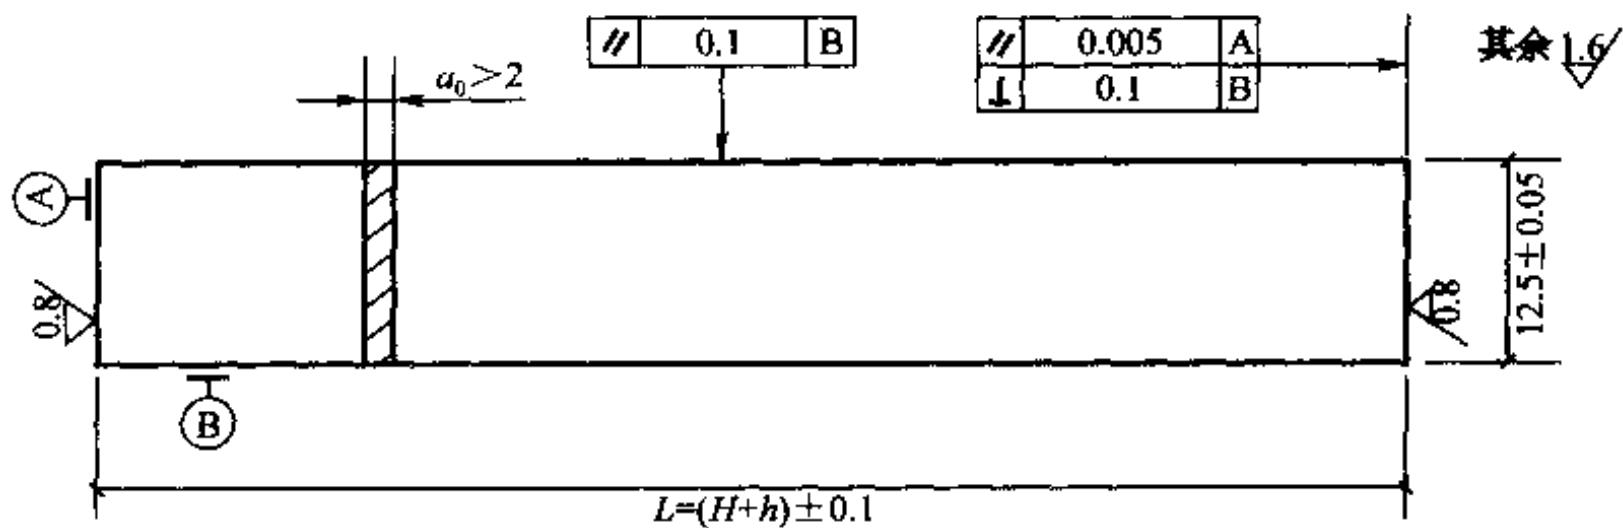 // 0.1 B
// 0.005 A
⊥ 0.1 B
其余 1.6
a₀>2
A
0.8
0.8
12.5±0.05
B
L=(H+h)±0.1